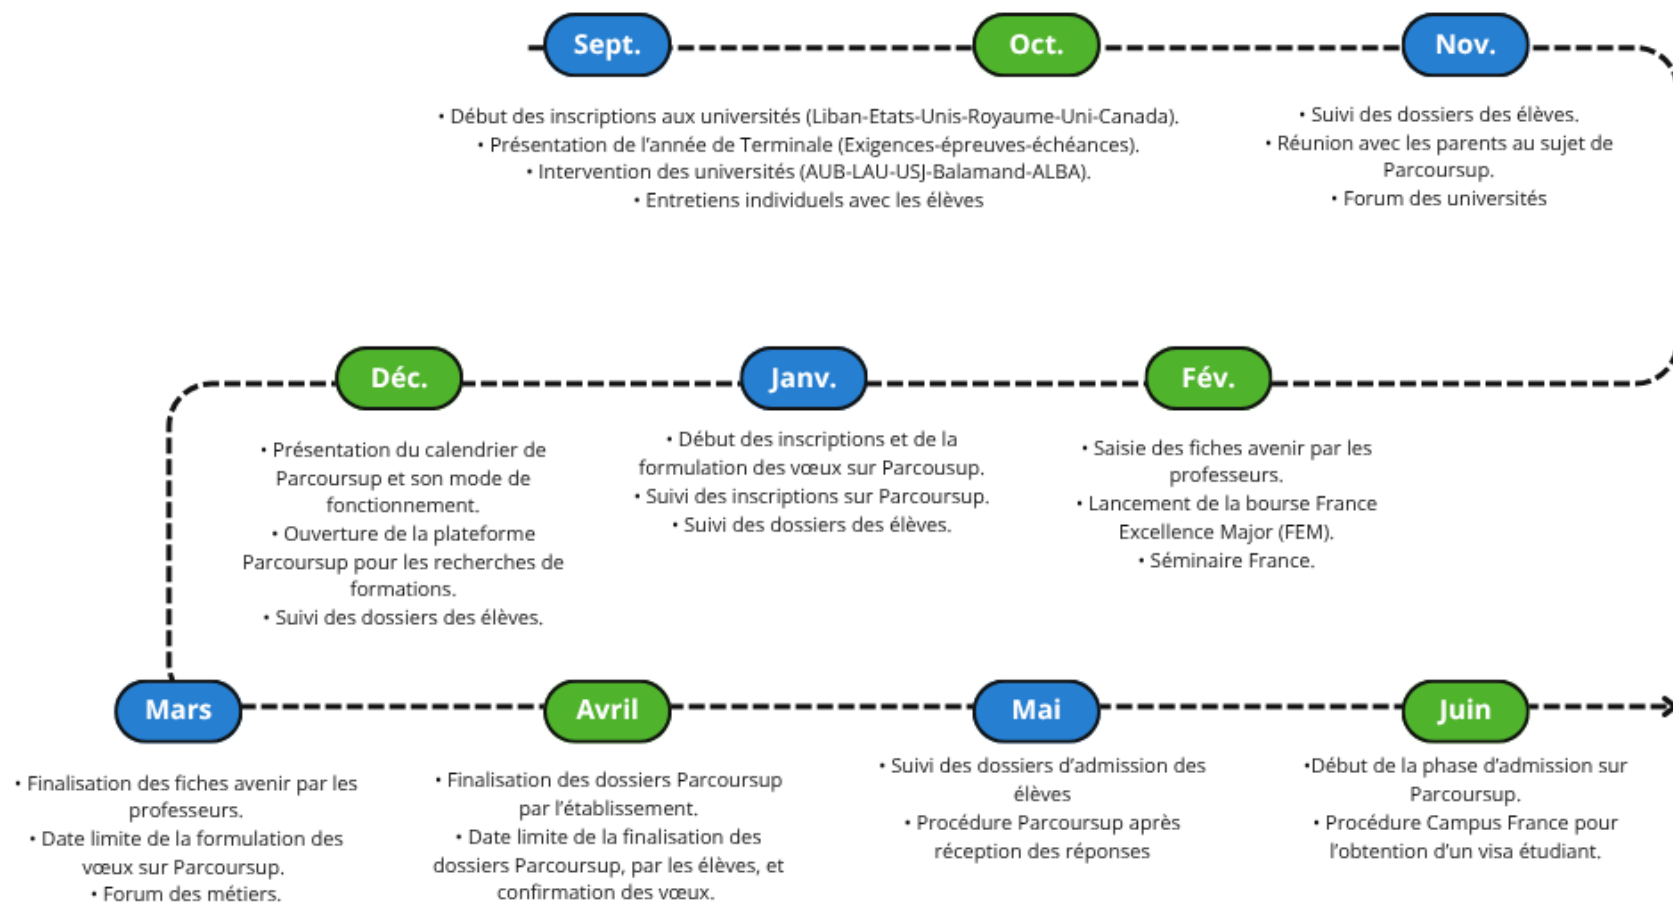 Sept.
Oct.
Nov.
• Début des inscriptions aux universités (Liban-Etats-Unis-Royaume-Uni-Canada).
• Présentation de l'année de Terminale (Exigences-épreuves-échéances).
• Intervention des universités (AUB-LAU-USJ-Balamand-ALBA).
• Entretiens individuels avec les élèves
• Suivi des dossiers des élèves.
• Réunion avec les parents au sujet de
Parcoursup.
• Forum des universités
Déc.
Janv.
Fév.
• Présentation du calendrier de
Parcoursup et son mode de
fonctionnement.
• Ouverture de la plateforme
Parcoursup pour les recherches de
formations.
• Suivi des dossiers des élèves.
• Début des inscriptions et de la
formulation des vœux sur Parcousup.
• Suivi des inscriptions sur Parcoursup.
• Suivi des dossiers des élèves.
• Saisie des fiches avenir par les
professeurs.
• Lancement de la bourse France
Excellence Major (FEM).
• Séminaire France.
Mars
Avril
Mai
Juin
• Finalisation des fiches avenir par les
professeurs.
• Date limite de la formulation des
vœux sur Parcoursup.
• Forum des métiers.
• Finalisation des dossiers Parcoursup
par l'établissement.
• Date limite de la finalisation des
dossiers Parcoursup, par les élèves, et
confirmation des vœux.
• Suivi des dossiers d'admission des
élèves
• Procédure Parcoursup après
réception des réponses
•Début de la phase d'admission sur
Parcoursup.
• Procédure Campus France pour
l'obtention d'un visa étudiant.